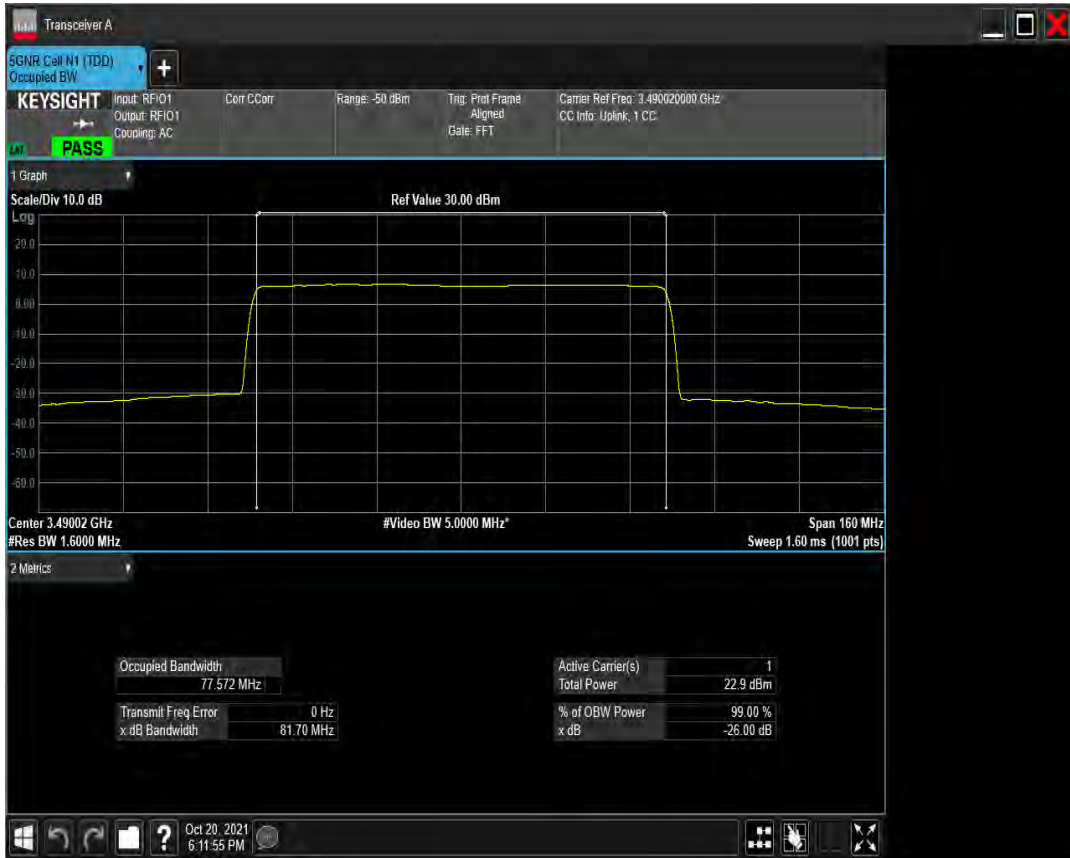 Transceiver A
5GNR Cell N1 (TDD)
Occupied BW
KEYSIGHT
PASS
Input: RFIO1
Output: RFIO1
Coupling: AC
Corr CCorr
Range: -50 dBm
Trig: Prot Frame
Aligned
Gate: FFT
Carrier Ref Freq: 3.490020000 GHz
CC Info: Uplink, 1 CC
1 Graph
Scale/Div 10.0 dB
Ref Value 30.00 dBm
Log
20.0
10.0
0.00
-10.0
-20.0
-30.0
-40.0
-50.0
-60.0
Center 3.49002 GHz
#Video BW 5.0000 MHz*
Span 160 MHz
#Res BW 1.6000 MHz
Sweep 1.60 ms (1001 pts)
2 Metrics
Occupied Bandwidth
77.572 MHz
Transmit Freq Error 0 Hz
x dB Bandwidth 81.70 MHz
Active Carrier(s) 1
Total Power 22.9 dBm
% of OBW Power 99.00 %
x dB -26.00 dB
?
Oct 20, 2021
6:11:55 PM